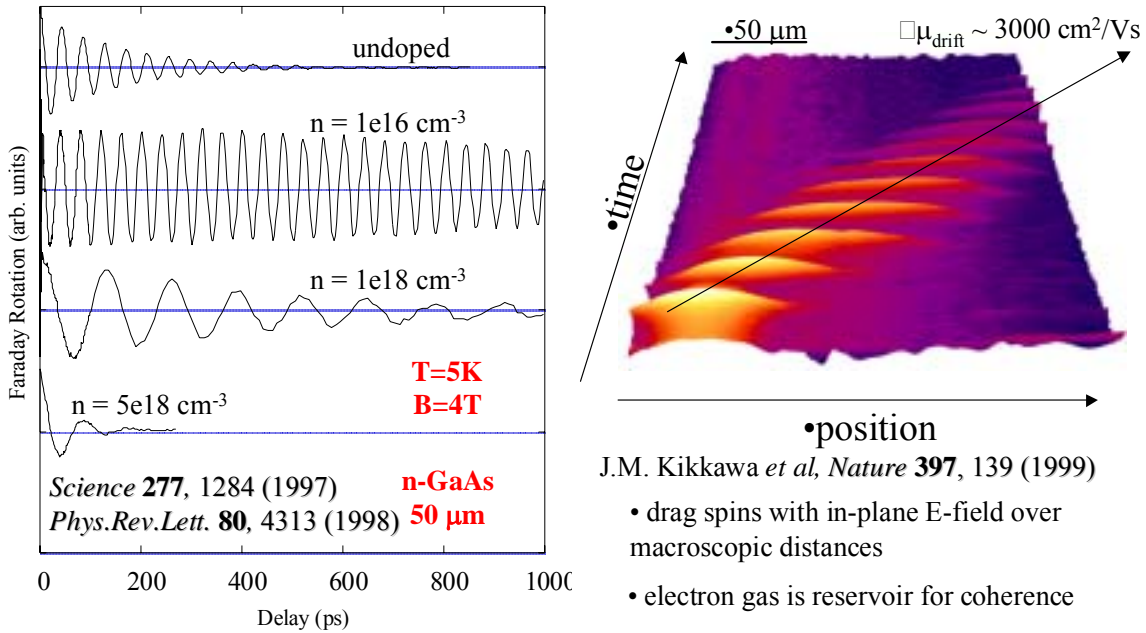 undoped
n = 1e16 cm⁻³
n = 1e18 cm⁻³
n = 5e18 cm⁻³
T=5K
B=4T
n-GaAs
50 μm
Science 277, 1284 (1997)
Phys.Rev.Lett. 80, 4313 (1998)
Faraday Rotation (arb. units)
0 200 400 600 800 1000
Delay (ps)
•50 μm
□μdrift ~ 3000 cm²/Vs
•time
•position
J.M. Kikkawa et al, Nature 397, 139 (1999)
• drag spins with in-plane E-field over
macroscopic distances
• electron gas is reservoir for coherence